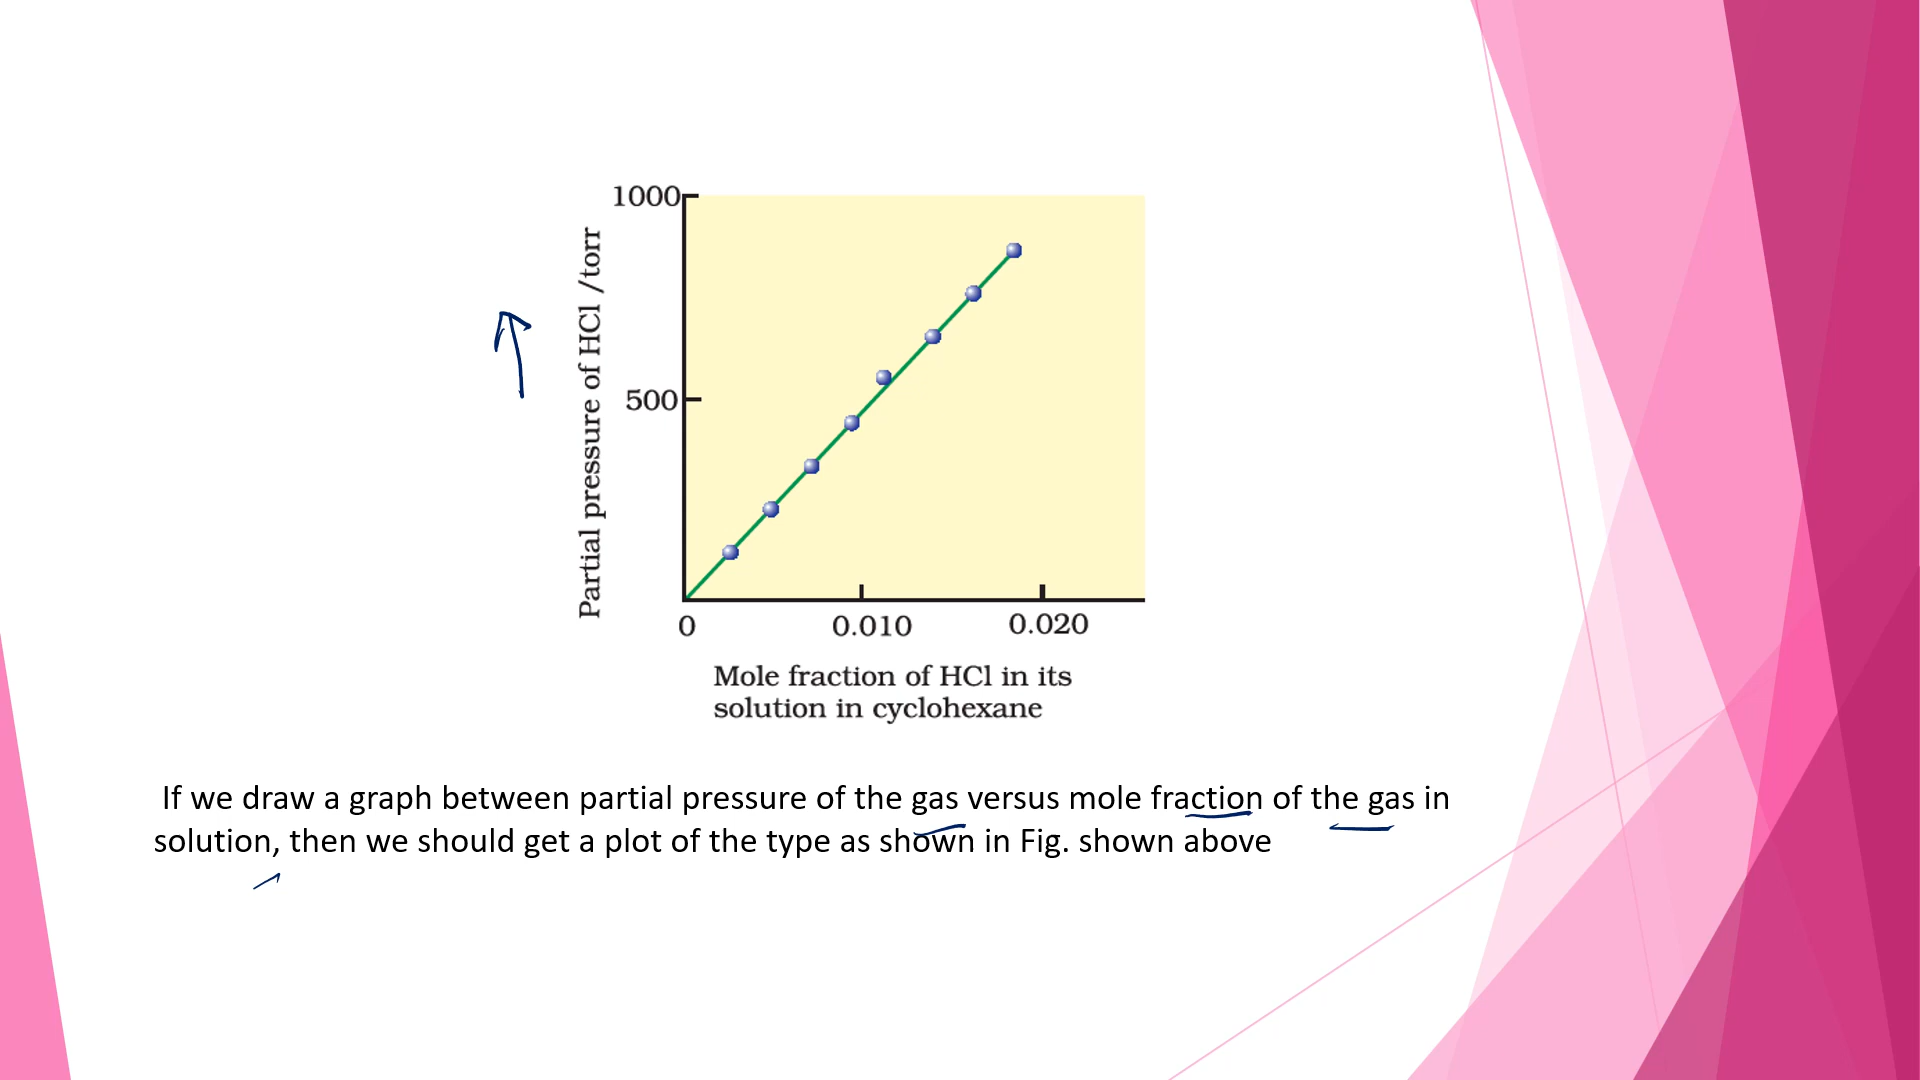 1000
500
Partial pressure of HCl /torr
0
0.010
0.020
Mole fraction of HCl in its
solution in cyclohexane
If we draw a graph between partial pressure of the gas versus mole fraction of the gas in
solution, then we should get a plot of the type as shown in Fig. shown above